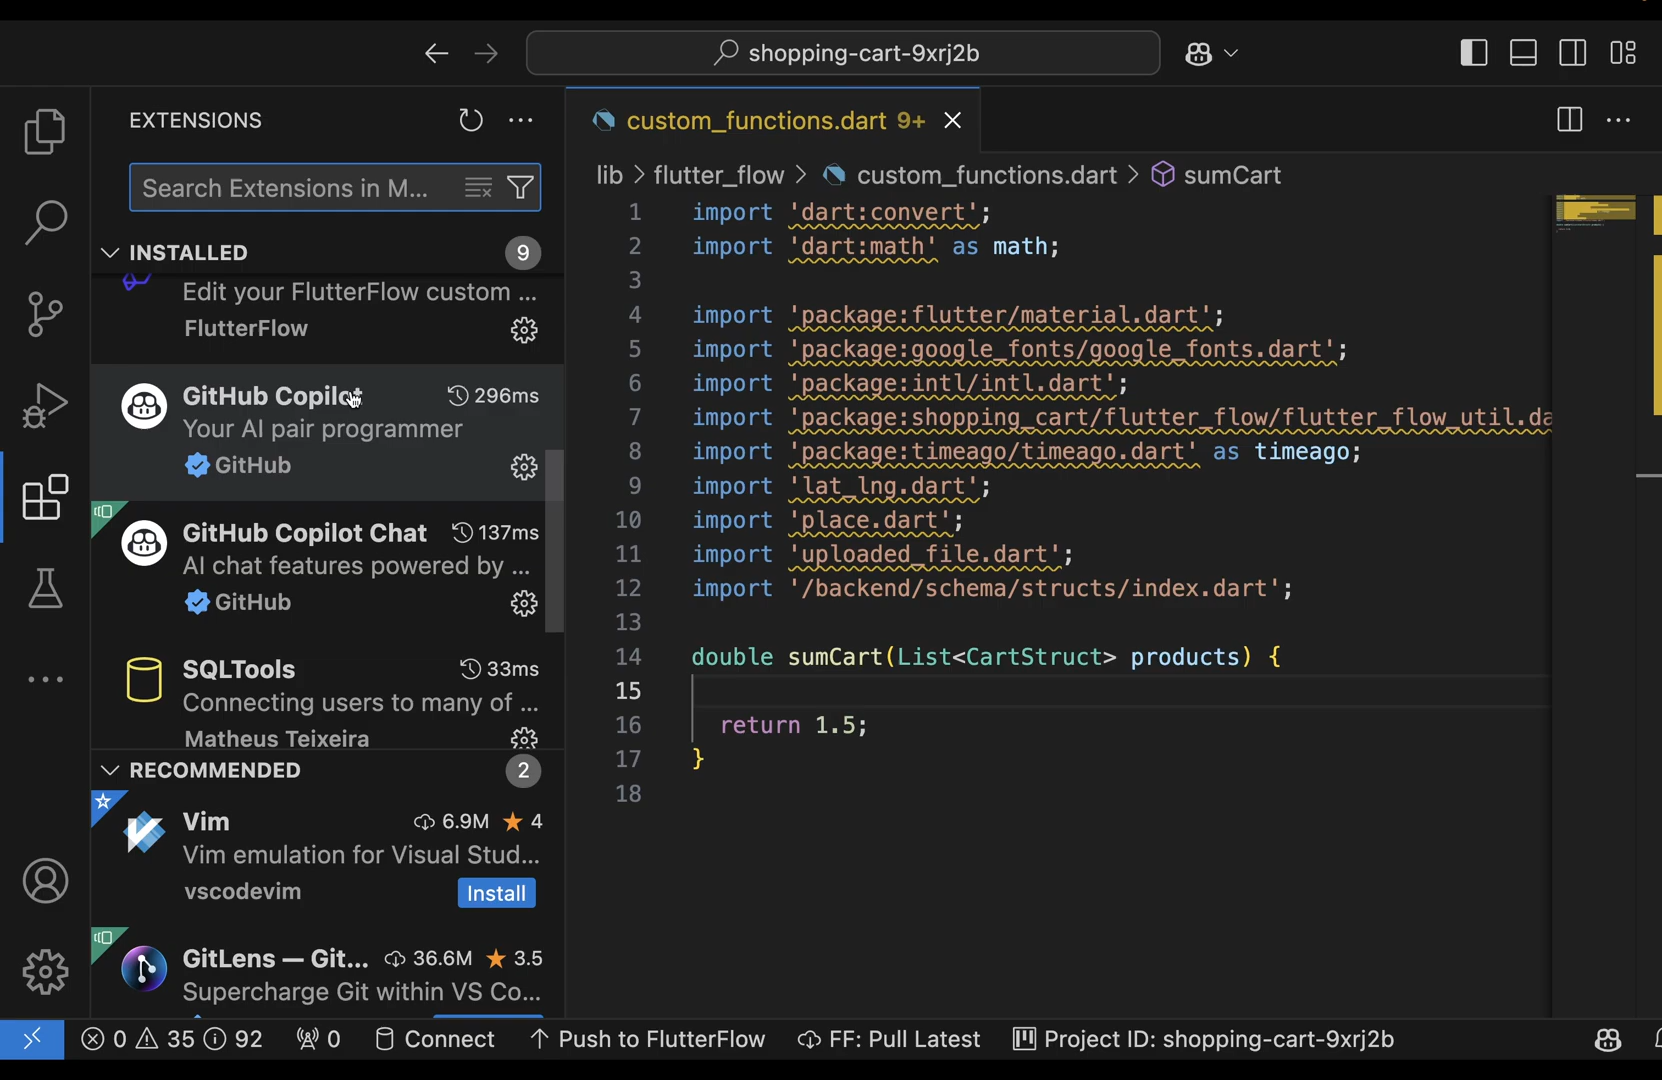 shopping-cart-9xrj2b
EXTENSIONS
Search Extensions in M...
INSTALLED 9
Edit your FlutterFlow custom ...
FlutterFlow
GitHub Copilot 296ms
Your AI pair programmer
GitHub
GitHub Copilot Chat 137ms
AI chat features powered by ...
GitHub
SQLTools 33ms
Connecting users to many of ...
Matheus Teixeira
RECOMMENDED 2
Vim 6.9M 4
Vim emulation for Visual Stud...
vscodevim Install
GitLens — Git... 36.6M 3.5
Supercharge Git within VS Co...
custom_functions.dart 9+
lib > flutter_flow > custom_functions.dart > sumCart
1 import 'dart:convert';
2 import 'dart:math' as math;
3
4 import 'package:flutter/material.dart';
5 import 'package:google_fonts/google_fonts.dart';
6 import 'package:intl/intl.dart';
7 import 'package:shopping_cart/flutter_flow/flutter_flow_util.da
8 import 'package:timeago/timeago.dart' as timeago;
9 import 'lat_lng.dart';
10 import 'place.dart';
11 import 'uploaded_file.dart';
12 import '/backend/schema/structs/index.dart';
13
14 double sumCart(List<CartStruct> products) {
15
16 return 1.5;
17 }
18
0 35 92 0 Connect Push to FlutterFlow FF: Pull Latest Project ID: shopping-cart-9xrj2b